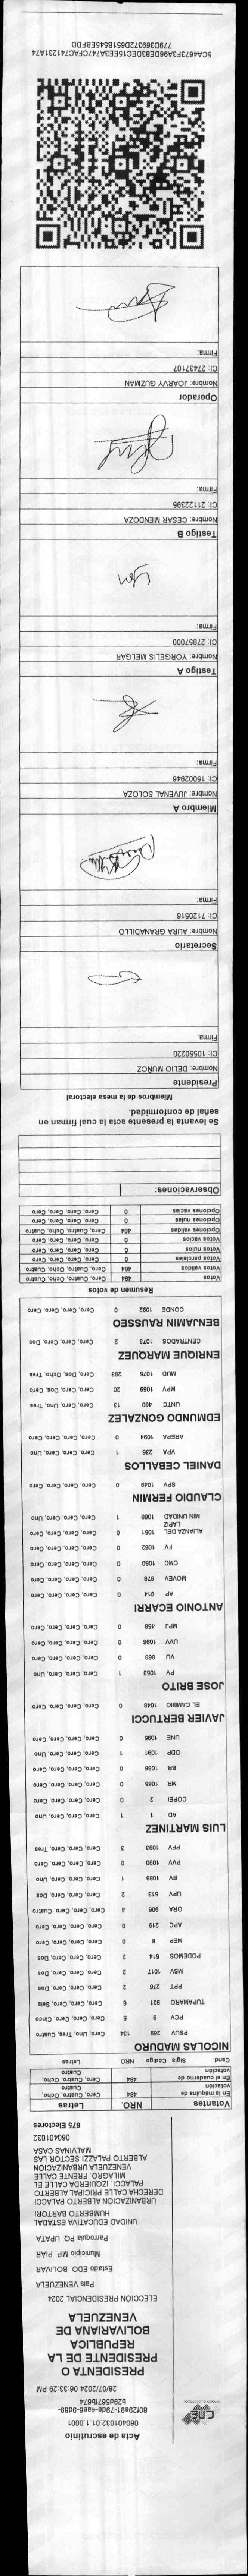 CNE
Acta de escrutinio
060401032.01.1.0001
80f29e91-79de-4ae6-9d89-
b29d567fb674
28/07/2024 06:33:29 PM
PRESIDENTA O
PRESIDENTE DE LA
REPUBLICA
BOLIVARIANA DE
VENEZUELA
ELECCIÓN PRESIDENCIAL 2024
Pais VENEZUELA
Estado EDO. BOLIVAR
Municipio MP. PIAR
Parroquia PQ. UPATA
UNIDAD EDUCATIVA ESTADAL
HUMBERTO BARTORI
URBANIZACION ALBERTO PALACCI
DERECHA CALLE PRICIPAL ALBERTO
PALACCI. IZQUIERDA CALLE EL
MILAGRO. FRENTE CALLE
VENEZUELA URBANIZACION
ALBERTO PALAZZI SECTOR LAS
MALVINAS CASA
060401032
675 Electores
Votantes NRO. Letras
En la máquina de votación 484 Cero, Cuatro, Ocho, Cuatro
En el cuaderno de votación 484 Cero, Cuatro, Ocho, Cuatro
Cand. Sigla Código NRO. Letras
NICOLAS MADURO
PSUV 269 134 Cero, Uno, Tres, Cuatro
PCV 9 5 Cero, Cero, Cero, Cinco
TUPAMARO 931 6 Cero, Cero, Cero, Seis
PPT 276 2 Cero, Cero, Cero, Dos
MSV 1017 2 Cero, Cero, Cero, Dos
PODEMOS 514 2 Cero, Cero, Cero, Dos
MEP 6 0 Cero, Cero, Cero, Cero
APC 219 0 Cero, Cero, Cero, Cero
ORA 906 4 Cero, Cero, Cero, Cuatro
UPV 513 2 Cero, Cero, Cero, Dos
EV 1089 1 Cero, Cero, Cero, Uno
PVV 1090 0 Cero, Cero, Cero, Cero
PFV 1093 3 Cero, Cero, Cero, Tres
LUIS MARTINEZ
AD 1 1 Cero, Cero, Cero, Uno
COPEI 2 0 Cero, Cero, Cero, Cero
MR 1065 0 Cero, Cero, Cero, Cero
BR 1066 0 Cero, Cero, Cero, Cero
DDP 1091 1 Cero, Cero, Cero, Uno
UNE 1095 0 Cero, Cero, Cero, Cero
JAVIER BERTUCCI
EL CAMBIO 1048 0 Cero, Cero, Cero, Cero
JOSE BRITO
PV 1053 1 Cero, Cero, Cero, Uno
VU 868 0 Cero, Cero, Cero, Cero
UVV 1096 0 Cero, Cero, Cero, Cero
MPJ 458 0 Cero, Cero, Cero, Cero
ANTONIO ECARRI
AP 814 0 Cero, Cero, Cero, Cero
MOVEV 878 0 Cero, Cero, Cero, Cero
CMC 1050 0 Cero, Cero, Cero, Cero
FV 1062 0 Cero, Cero, Cero, Cero
ALIANZA DEL LAPIZ 1051 0 Cero, Cero, Cero, Cero
MIN UNIDAD 1068 1 Cero, Cero, Cero, Uno
CLAUDIO FERMIN
SPV 1049 0 Cero, Cero, Cero, Cero
DANIEL CEBALLOS
VPA 236 1 Cero, Cero, Cero, Uno
AREPA 1094 0 Cero, Cero, Cero, Cero
EDMUNDO GONZALEZ
UNTC 460 13 Cero, Cero, Uno, Tres
MPV 1069 20 Cero, Cero, Dos, Cero
MUD 1075 283 Cero, Dos, Ocho, Tres
ENRIQUE MARQUEZ
CENTRADOS 1073 2 Cero, Cero, Cero, Dos
BENJAMIN RAUSSEO
CONDE 1092 0 Cero, Cero, Cero, Cero
Resumen de votos
Votos 484 Cero, Cuatro, Ocho, Cuatro
Votos validos 484 Cero, Cuatro, Ocho, Cuatro
Votos parciales 0 Cero, Cero, Cero, Cero
Votos nulos 0 Cero, Cero, Cero, Cero
Votos vacios 0 Cero, Cero, Cero, Cero
Opciones validas 484 Cero, Cuatro, Ocho, Cuatro
Opciones nulas 0 Cero, Cero, Cero, Cero
Opciones vacias 0 Cero, Cero, Cero, Cero
Observaciones:
Se levanta la presente acta la cual firman en
señal de conformidad.
Miembros de la mesa electoral
Presidente
Nombre: DELIO MUÑOZ
CI: 10550220
Firma:
Secretario
Nombre: AURA GRANADILLO
CI: 7120516
Firma:
Miembro A
Nombre: JUVENAL SOLOZA
CI: 15002946
Firma:
Testigo A
Nombre: YORGELIS MELGAR
CI: 27957000
Firma:
Testigo B
Nombre: CESAR MENDOZA
CI: 21122395
Firma:
Operador
Nombre: JOARVY GUZMAN
CI: 27437107
Firma:
5CA4673F3A96DE83DEC15EE3A747CFAC741231A74
779D369372D651B545EBFDD